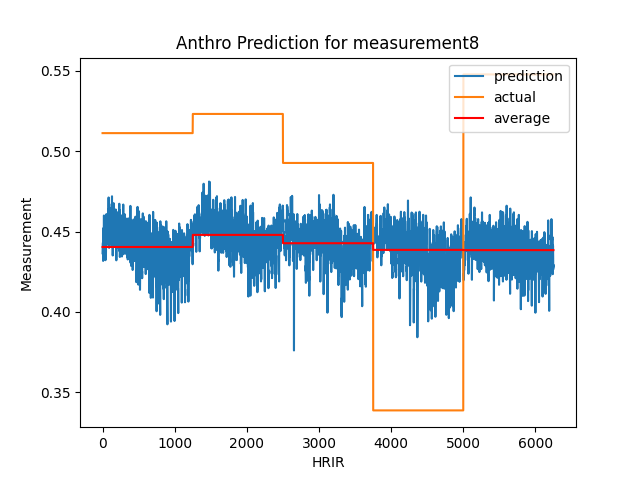 Anthro Prediction for measurement8
prediction
actual
average
0.55
0.50
0.45
0.40
0.35
Measurement
0
1000
2000
3000
4000
5000
6000
HRIR